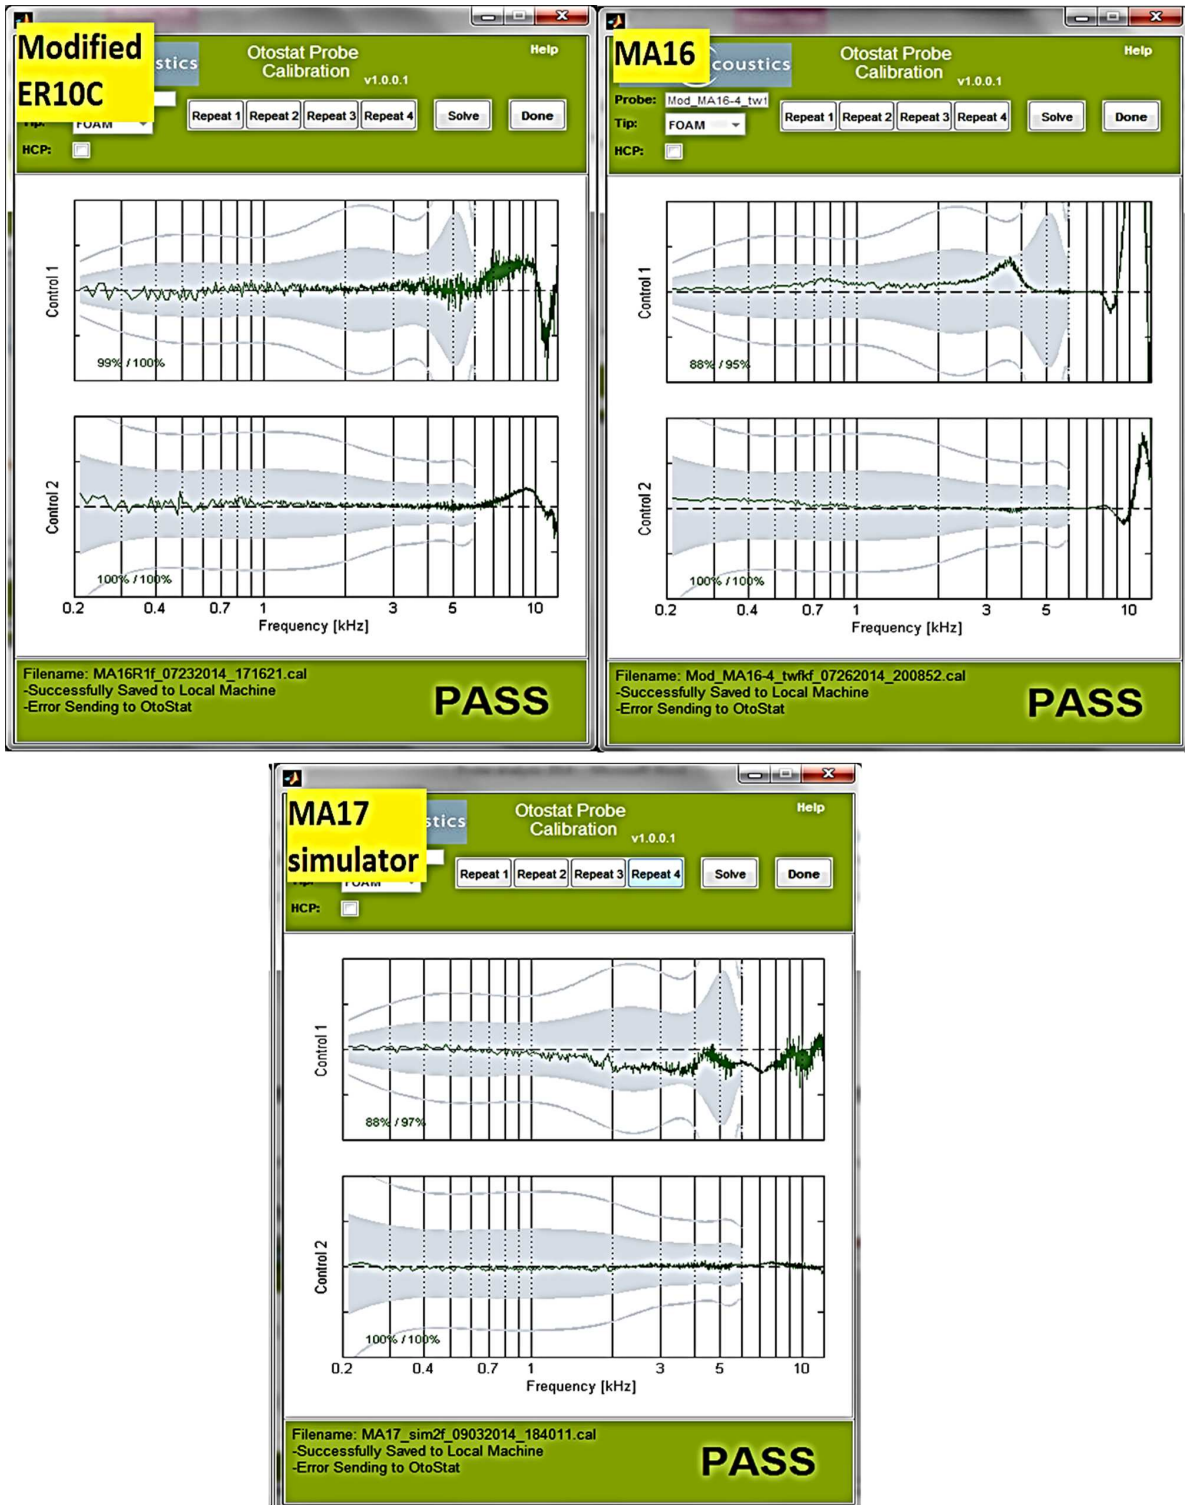 Modified
ER10C
stics
Otostat Probe
Calibration v1.0.0.1
Help
Tip: FOAM
Repeat 1 Repeat 2 Repeat 3 Repeat 4 Solve Done
HCP:
Control 1
99% / 100%
Control 2
100% / 100%
0.2 0.4 0.7 1 3 5 10
Frequency [kHz]
Filename: MA16R1f_07232014_171621.cal
-Successfully Saved to Local Machine
-Error Sending to OtoStat
PASS
MA16
coustics
Otostat Probe
Calibration v1.0.0.1
Help
Probe: Mod_MA16-4_tw1
Tip: FOAM
Repeat 1 Repeat 2 Repeat 3 Repeat 4 Solve Done
HCP:
Control 1
88% / 95%
Control 2
100% / 100%
0.2 0.4 0.7 1 3 5 10
Frequency [kHz]
Filename: Mod_MA16-4_twfkf_07262014_200852.cal
-Successfully Saved to Local Machine
-Error Sending to OtoStat
PASS
MA17
simulator
stics
Otostat Probe
Calibration v1.0.0.1
Help
Repeat 1 Repeat 2 Repeat 3 Repeat 4 Solve Done
Tip: FOAM
HCP:
Control 1
88% / 97%
Control 2
100% / 100%
0.2 0.4 0.7 1 3 5 10
Frequency [kHz]
Filename: MA17_sim2f_09032014_184011.cal
-Successfully Saved to Local Machine
-Error Sending to OtoStat
PASS